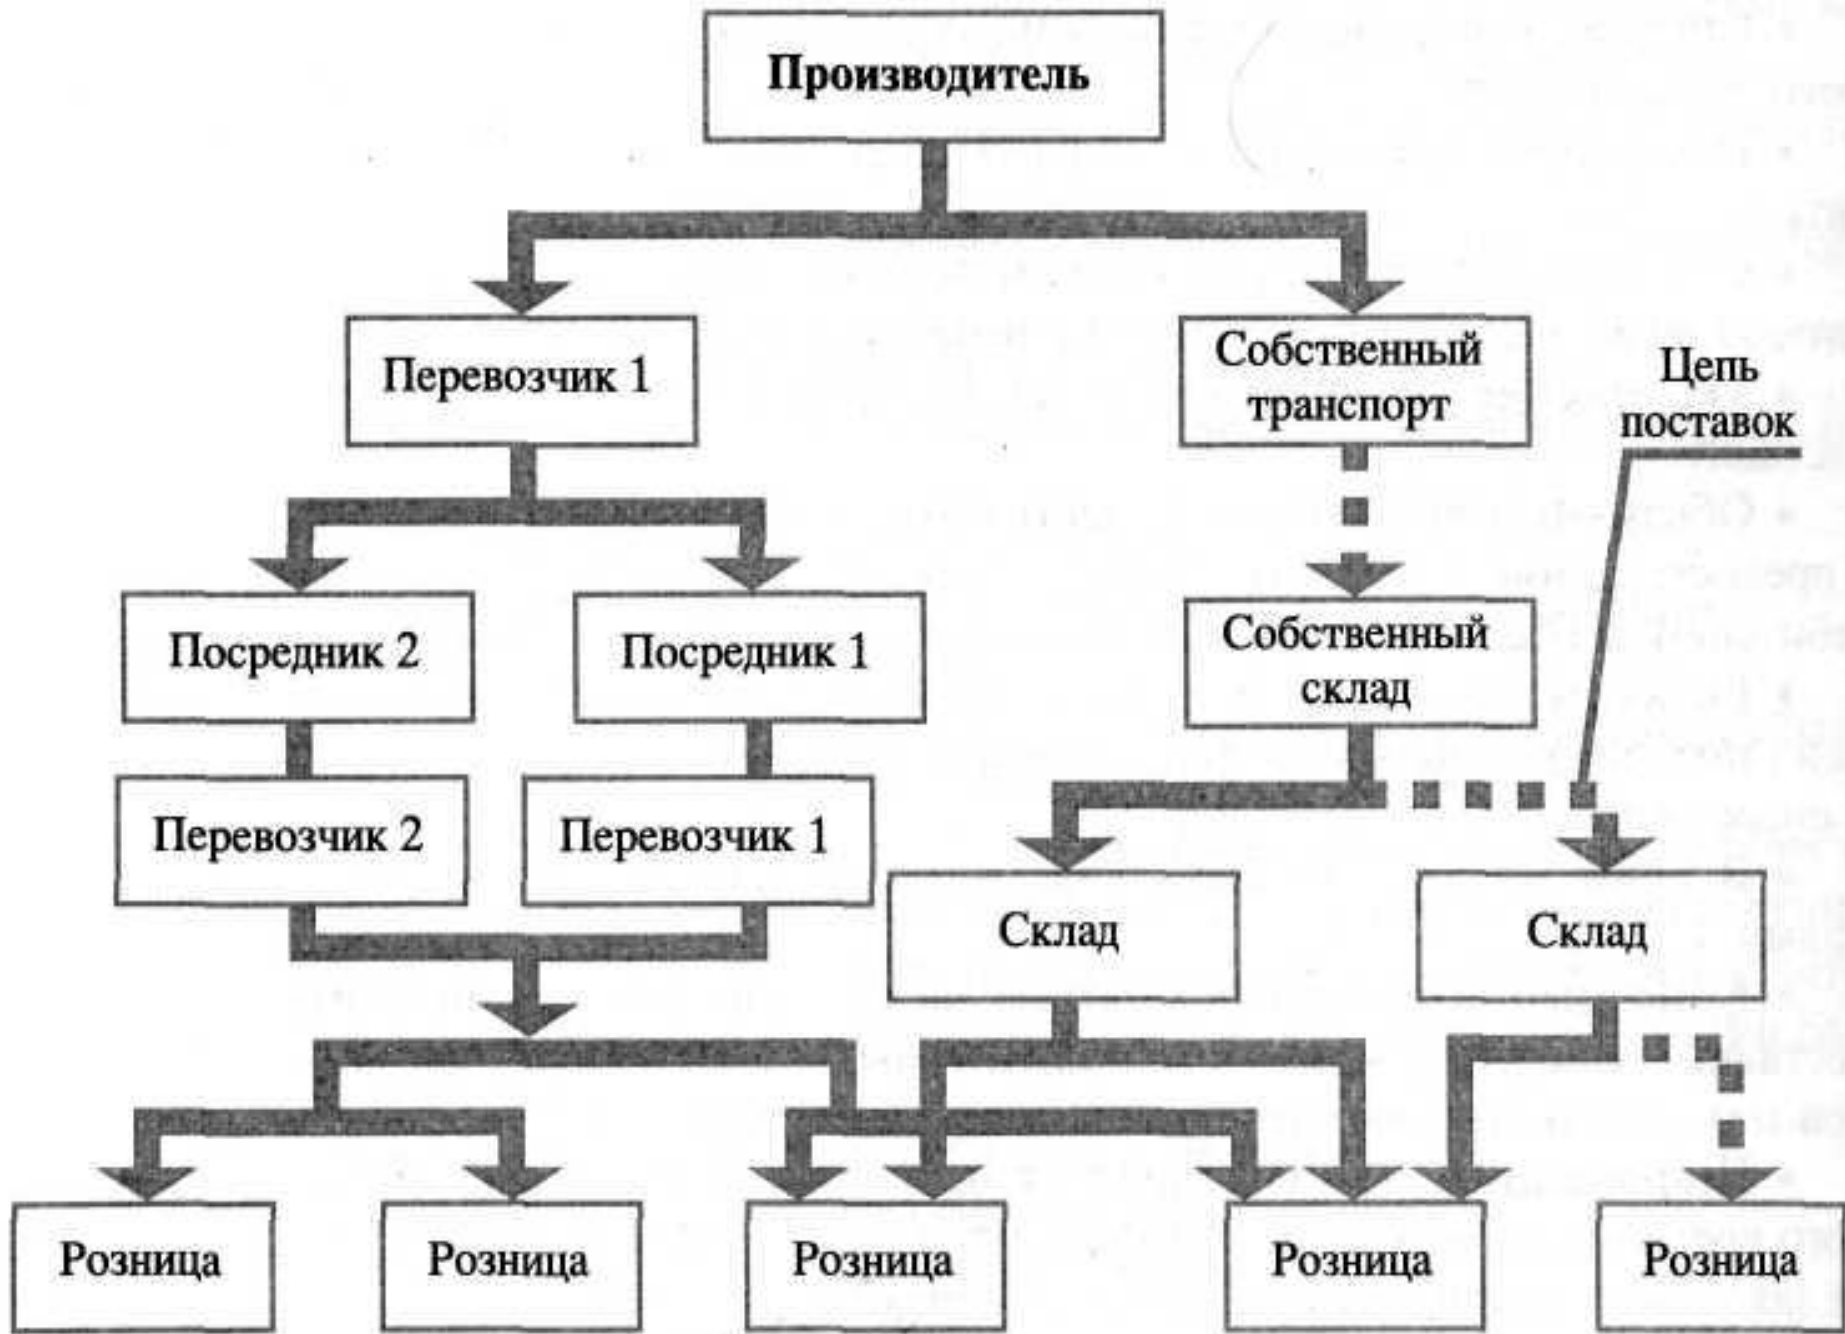 Производитель
Перевозчик 1
Собственный
транспорт
Цепь
поставок
Посредник 2
Посредник 1
Собственный
склад
Перевозчик 2
Перевозчик 1
Склад
Склад
Розница
Розница
Розница
Розница
Розница